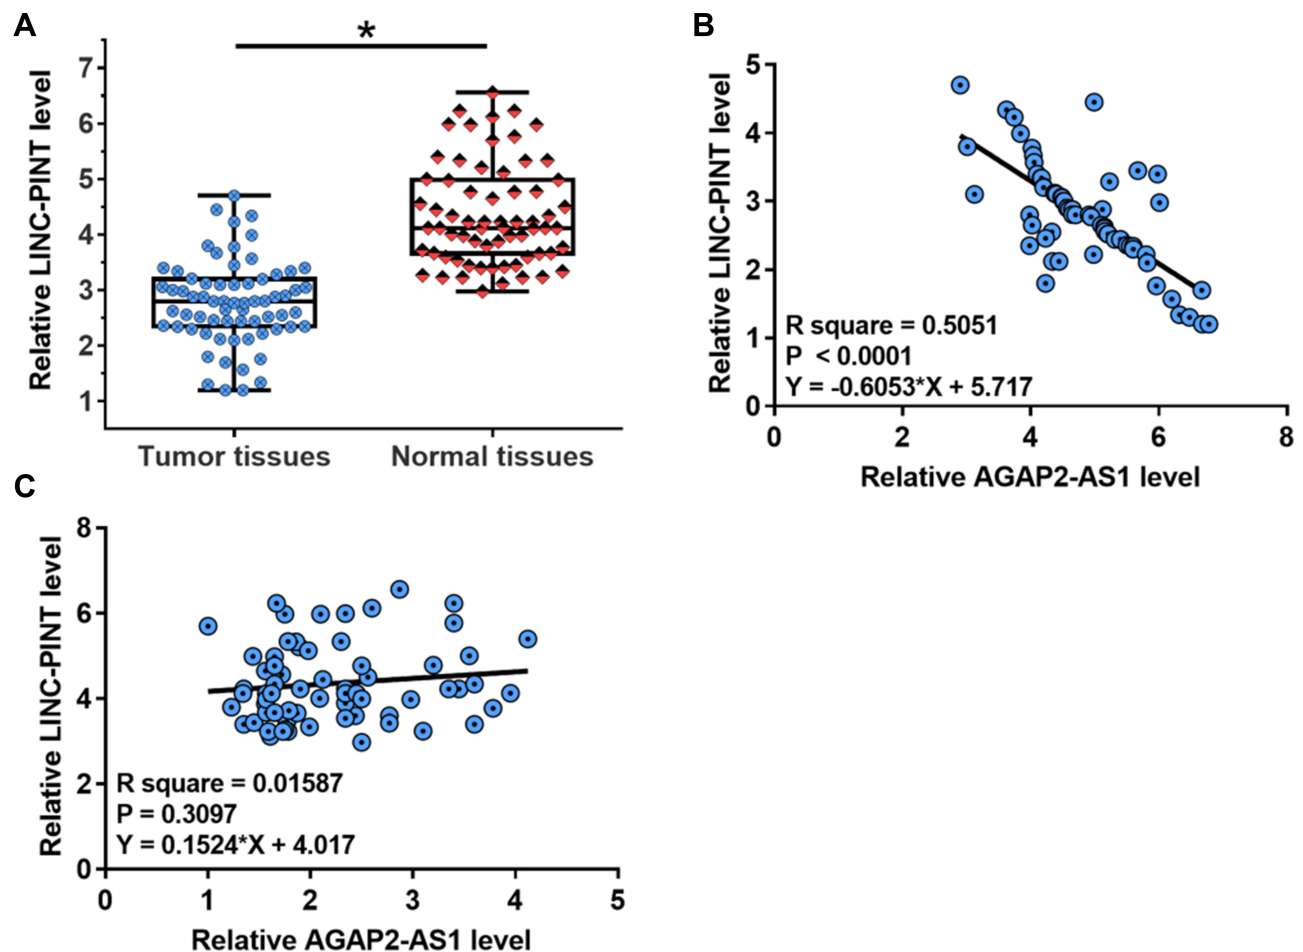 A
*
Relative LINC-PINT level
7
6
5
4
3
2
1
Tumor tissues
Normal tissues
B
Relative LINC-PINT level
5
4
3
2
1
0
R square = 0.5051
P < 0.0001
Y = -0.6053*X + 5.717
0 2 4 6 8
Relative AGAP2-AS1 level
C
Relative LINC-PINT level
8
6
4
2
0
R square = 0.01587
P = 0.3097
Y = 0.1524*X + 4.017
0 1 2 3 4 5
Relative AGAP2-AS1 level